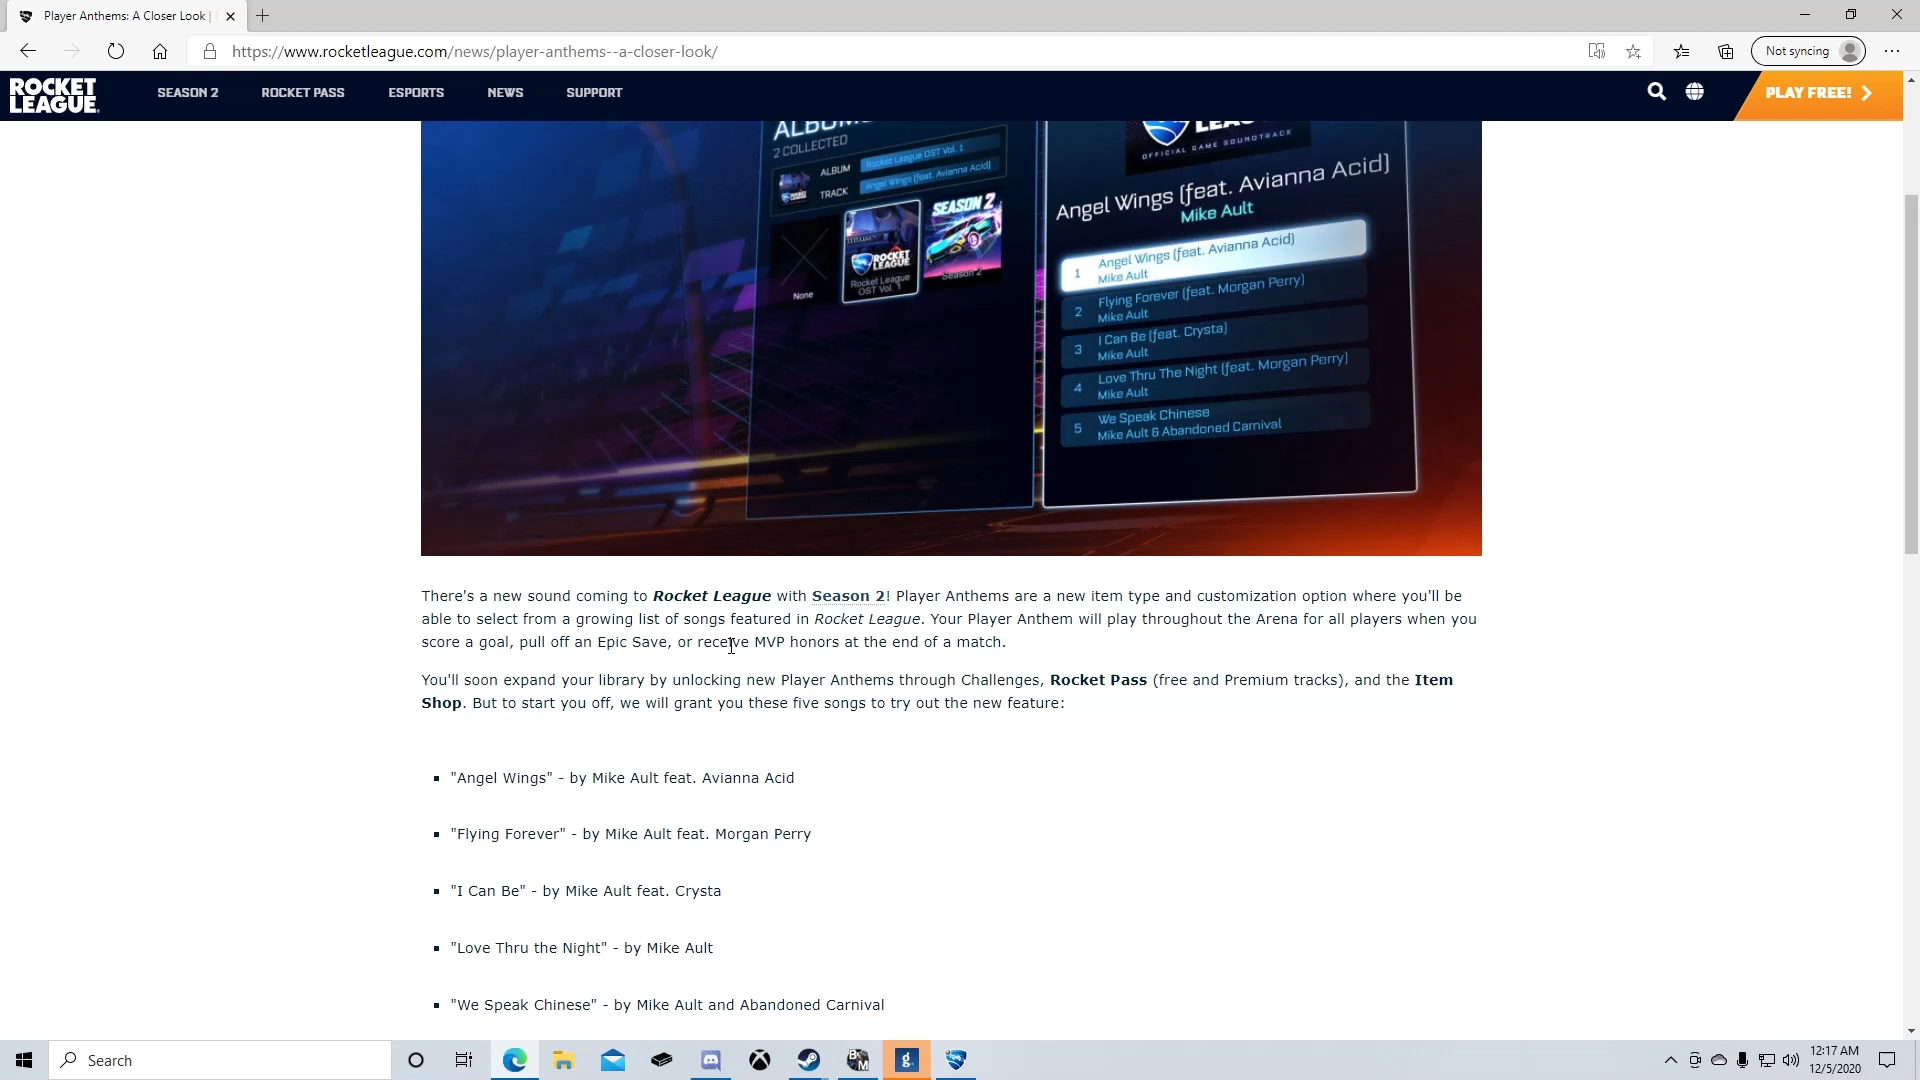 Player Anthems: A Closer Look |
https://www.rocketleague.com/news/player-anthems--a-closer-look/
Not syncing
ROCKET
LEAGUE
SEASON 2
ROCKET PASS
ESPORTS
NEWS
SUPPORT
PLAY FREE!
2 COLLECTED
ALBUM
Rocket League OST Vol. 1
TRACK
Angel Wings (feat. Avianna Acid)
None
ROCKET
LEAGUE
Rocket League
OST Vol. 1
SEASON 2
Season 2
OFFICIAL GAME SOUNDTRACK
Angel Wings (feat. Avianna Acid)
Mike Ault
1 Angel Wings (feat. Avianna Acid)
Mike Ault
2 Flying Forever (feat. Morgan Perry)
Mike Ault
3 I Can Be (feat. Crysta)
Mike Ault
4 Love Thru The Night (feat. Morgan Perry)
Mike Ault
5 We Speak Chinese
Mike Ault & Abandoned Carnival
There's a new sound coming to Rocket League with Season 2! Player Anthems are a new item type and customization option where you'll be
able to select from a growing list of songs featured in Rocket League. Your Player Anthem will play throughout the Arena for all players when you
score a goal, pull off an Epic Save, or receive MVP honors at the end of a match.
You'll soon expand your library by unlocking new Player Anthems through Challenges, Rocket Pass (free and Premium tracks), and the Item
Shop. But to start you off, we will grant you these five songs to try out the new feature:
"Angel Wings" - by Mike Ault feat. Avianna Acid
"Flying Forever" - by Mike Ault feat. Morgan Perry
"I Can Be" - by Mike Ault feat. Crysta
"Love Thru the Night" - by Mike Ault
"We Speak Chinese" - by Mike Ault and Abandoned Carnival
Search
g.
12:17 AM
12/5/2020